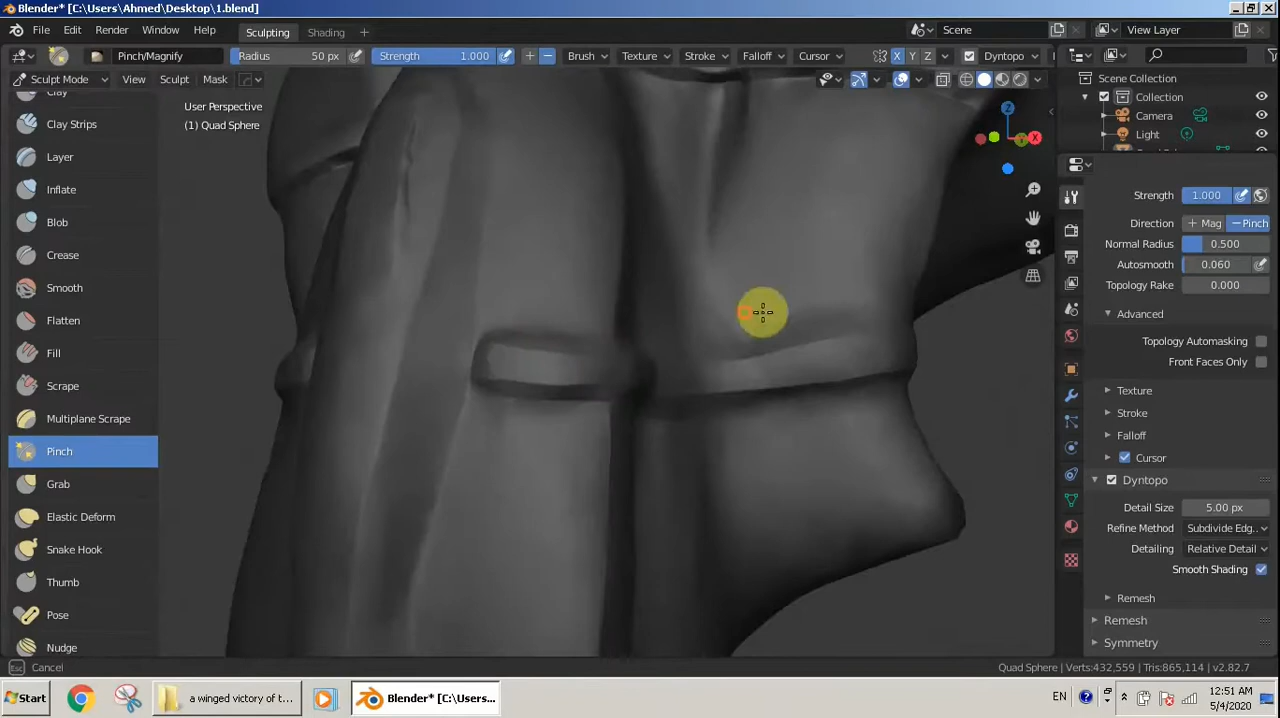 Blender* [C:\Users\Ahmed\Desktop\1.blend]
File Edit Render Window Help Sculpting Shading Scene View Layer
Pinch/Magnify Radius 50 px Strength 1.000 Brush Texture Stroke Falloff Cursor X Y Z Dyntopo
Sculpt Mode View Sculpt Mask
Scene Collection
Collection
Camera
Light
User Perspective
(1) Quad Sphere
Z
X
Clay
Clay Strips
Layer
Inflate
Blob
Crease
Smooth
Flatten
Fill
Scrape
Multiplane Scrape
Pinch
Grab
Elastic Deform
Snake Hook
Thumb
Pose
Nudge
Strength 1.000
Direction + Mag − Pinch
Normal Radius 0.500
Autosmooth 0.060
Topology Rake 0.000
Advanced
Topology Automasking
Front Faces Only
Texture
Stroke
Falloff
Cursor
Dyntopo
Detail Size 5.00 px
Refine Method Subdivide Edg..
Detailing Relative Detail
Smooth Shading
Remesh
Remesh
Symmetry
Esc Cancel Quad Sphere | Verts:432,559 | Tris:865,114 | v2.82.7
Start a winged victory of t... Blender* [C:\Users... EN 12:51 AM
5/4/2020